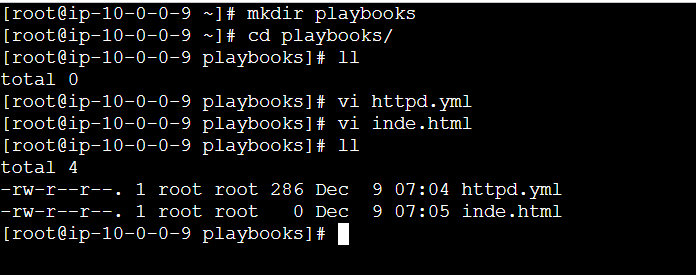 [root@ip-10-0-0-9 ~]# mkdir playbooks
[root@ip-10-0-0-9 ~]# cd playbooks/
[root@ip-10-0-0-9 playbooks]# ll
total 0
[root@ip-10-0-0-9 playbooks]# vi httpd.yml
[root@ip-10-0-0-9 playbooks]# vi inde.html
[root@ip-10-0-0-9 playbooks]# ll
total 4
-rw-r--r--. 1 root root 286 Dec  9 07:04 httpd.yml
-rw-r--r--. 1 root root   0 Dec  9 07:05 inde.html
[root@ip-10-0-0-9 playbooks]#